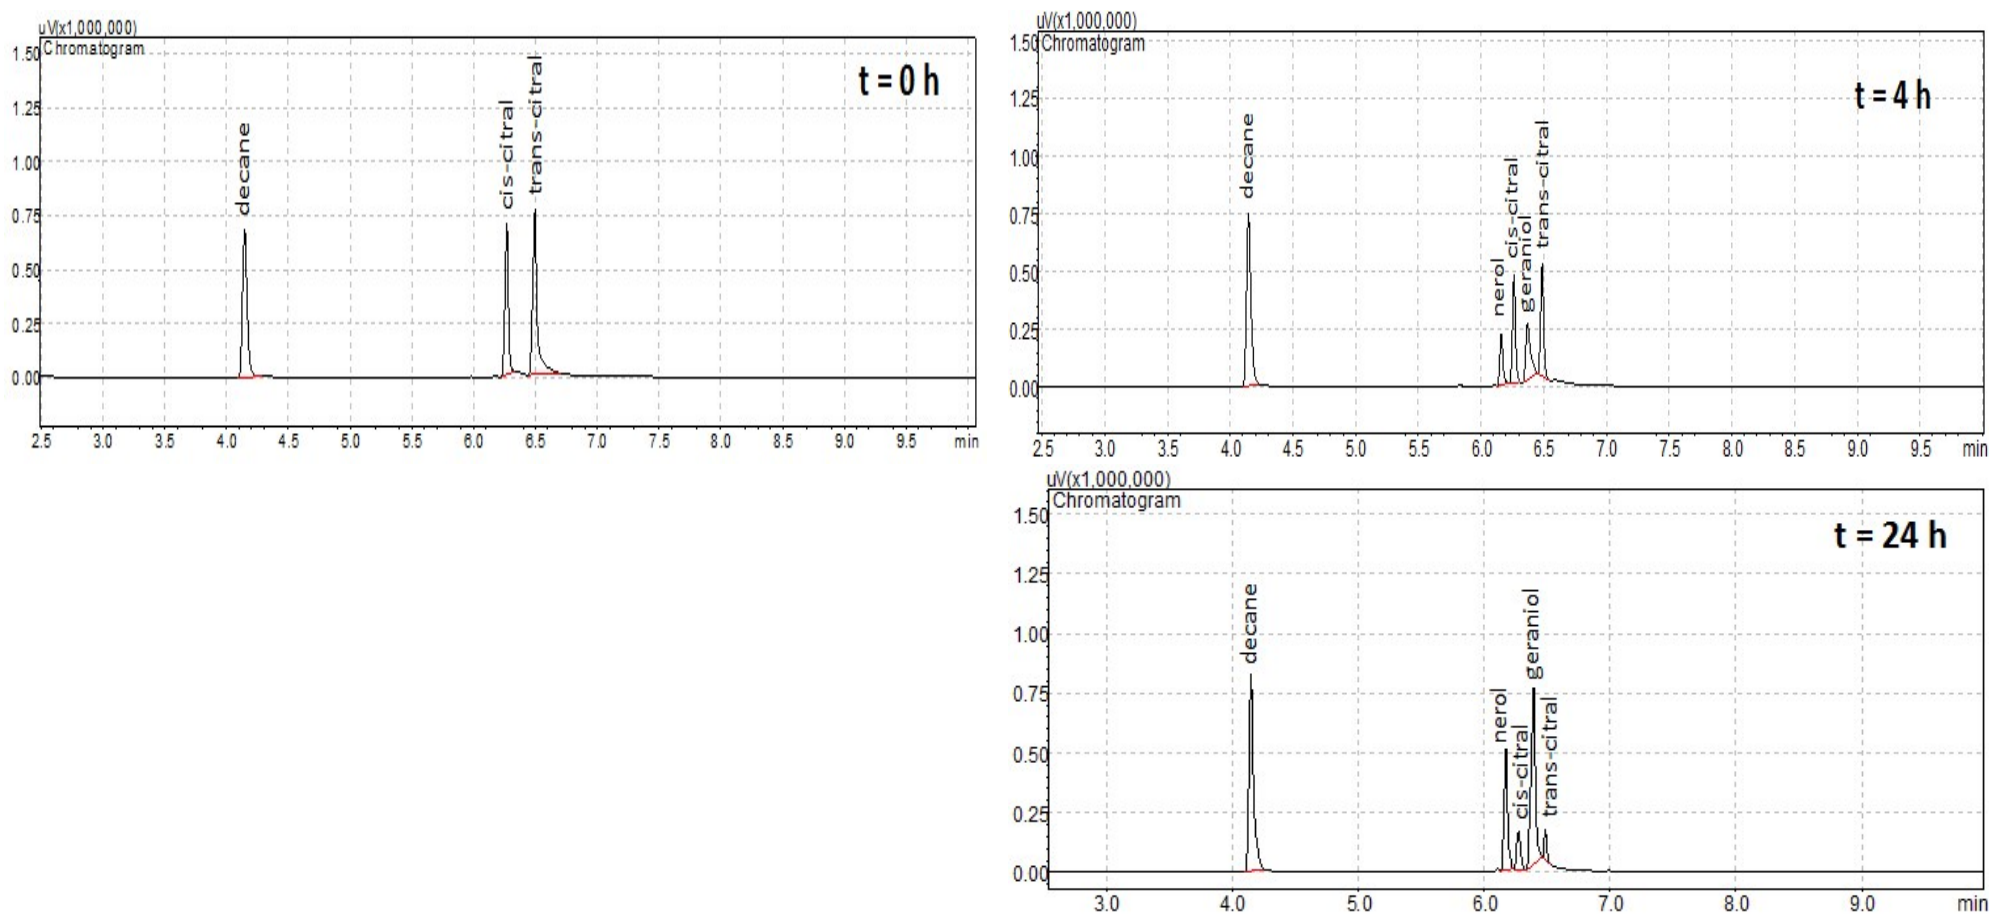 uV(x1,000,000)
Chromatogram
t = 0 h
1.50
1.25
1.00
0.75
0.50
0.25
0.00
decane
cis-citral
trans-citral
2.5 3.0 3.5 4.0 4.5 5.0 5.5 6.0 6.5 7.0 7.5 8.0 8.5 9.0 9.5 min
uV(x1,000,000)
Chromatogram
t = 4 h
1.50
1.25
1.00
0.75
0.50
0.25
0.00
decane
nerol
cis-citral
geraniol
trans-citral
2.5 3.0 3.5 4.0 4.5 5.0 5.5 6.0 6.5 7.0 7.5 8.0 8.5 9.0 9.5 min
uV(x1,000,000)
Chromatogram
t = 24 h
1.50
1.25
1.00
0.75
0.50
0.25
0.00
decane
nerol
cis-citral
geraniol
trans-citral
3.0 4.0 5.0 6.0 7.0 8.0 9.0 min